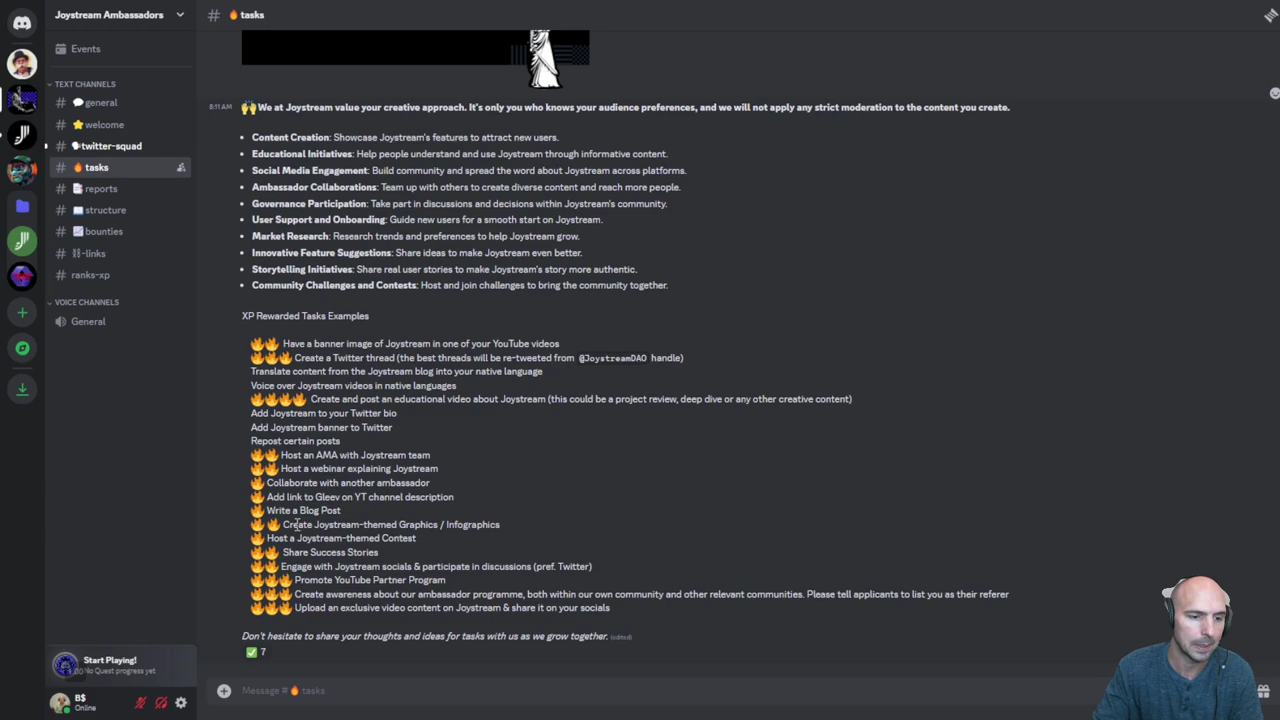 Joystream Ambassadors
# 🔥 tasks
Events
TEXT CHANNELS
# 💬 general
# ⭐ welcome
# 🗣 twitter-squad
# 🔥 tasks
# 📑 reports
# 📖 structure
# 📈 bounties
# ⛓-links
# ranks-xp
VOICE CHANNELS
General
8:11 AM
🙌We at Joystream value your creative approach. It's only you who knows your audience preferences, and we will not apply any strict moderation to the content you create.
• Content Creation: Showcase Joystream's features to attract new users.
• Educational Initiatives: Help people understand and use Joystream through informative content.
• Social Media Engagement: Build community and spread the word about Joystream across platforms.
• Ambassador Collaborations: Team up with others to create diverse content and reach more people.
• Governance Participation: Take part in discussions and decisions within Joystream's community.
• User Support and Onboarding: Guide new users for a smooth start on Joystream.
• Market Research: Research trends and preferences to help Joystream grow.
• Innovative Feature Suggestions: Share ideas to make Joystream even better.
• Storytelling Initiatives: Share real user stories to make Joystream's story more authentic.
• Community Challenges and Contests: Host and join challenges to bring the community together.
XP Rewarded Tasks Examples
🔥🔥 Have a banner image of Joystream in one of your YouTube videos
🔥🔥🔥 Create a Twitter thread (the best threads will be re-tweeted from @JoystreamDAO handle)
Translate content from the Joystream blog into your native language
Voice over Joystream videos in native languages
🔥🔥🔥🔥 Create and post an educational video about Joystream (this could be a project review, deep dive or any other creative content)
Add Joystream to your Twitter bio
Add Joystream banner to Twitter
Repost certain posts
🔥🔥 Host an AMA with Joystream team
🔥🔥 Host a webinar explaining Joystream
🔥 Collaborate with another ambassador
🔥 Add link to Gleev on YT channel description
🔥 Write a Blog Post
🔥 🔥 Create Joystream-themed Graphics / Infographics
🔥 Host a Joystream-themed Contest
🔥🔥 Share Success Stories
🔥🔥 Engage with Joystream socials & participate in discussions (pref. Twitter)
🔥🔥🔥 Promote YouTube Partner Program
🔥🔥🔥 Create awareness about our ambassador programme, both within our own community and other relevant communities. Please tell applicants to list you as their referer
🔥🔥🔥 Upload an exclusive video content on Joystream & share it on your socials
Don't hesitate to share your thoughts and ideas for tasks with us as we grow together. (edited)
✅ 7
Start Playing!
No Quest progress yet
B$
Online
Message # 🔥 tasks